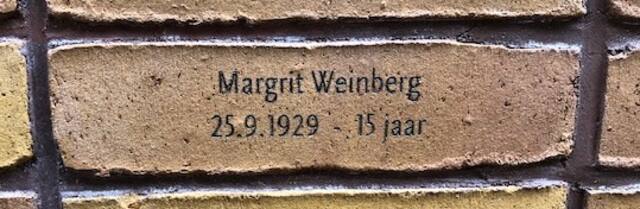 Margrit Weinberg
25.9.1929 - 15 jaar